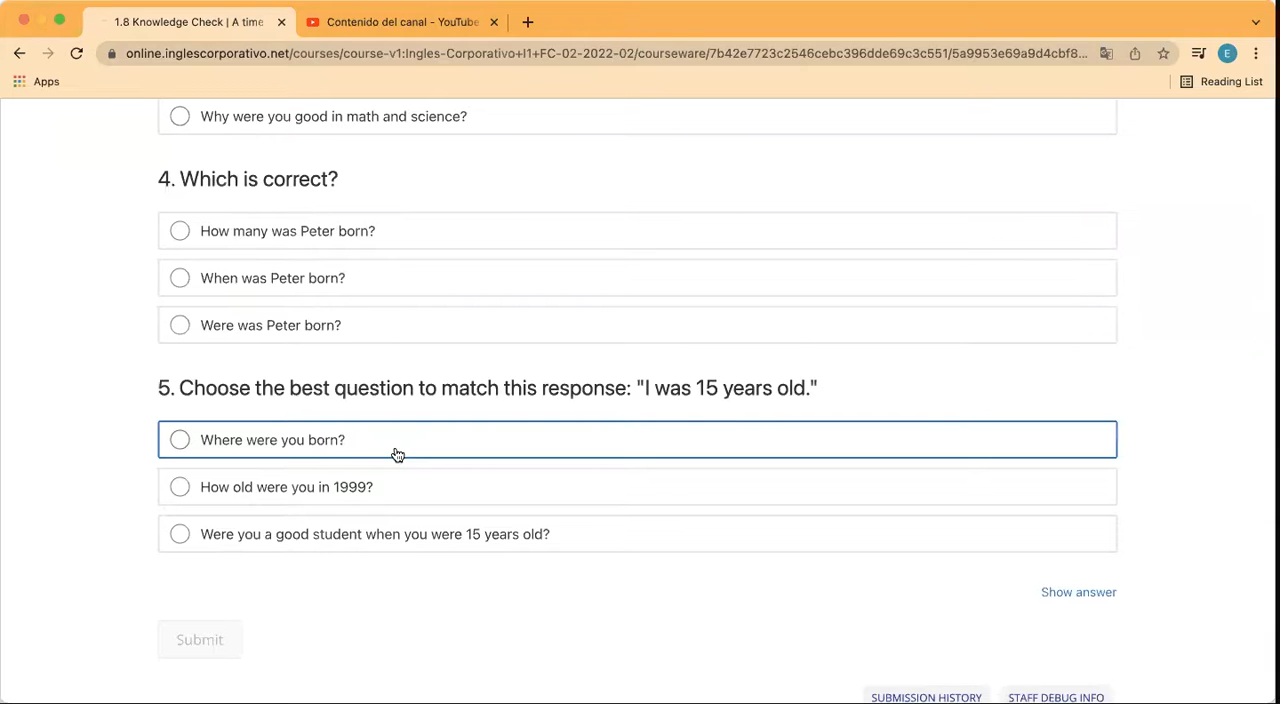 1.8 Knowledge Check | A time
Contenido del canal - YouTube
online.inglescorporativo.net/courses/course-v1:Ingles-Corporativo+I1+FC-02-2022-02/courseware/7b42e7723c2546cebc396dde69c3c551/5a9953e69a9d4cbf8...
E
Apps
Reading List
Why were you good in math and science?
4. Which is correct?
How many was Peter born?
When was Peter born?
Were was Peter born?
5. Choose the best question to match this response: "I was 15 years old."
Where were you born?
How old were you in 1999?
Were you a good student when you were 15 years old?
Show answer
Submit
SUBMISSION HISTORY
STAFF DEBUG INFO